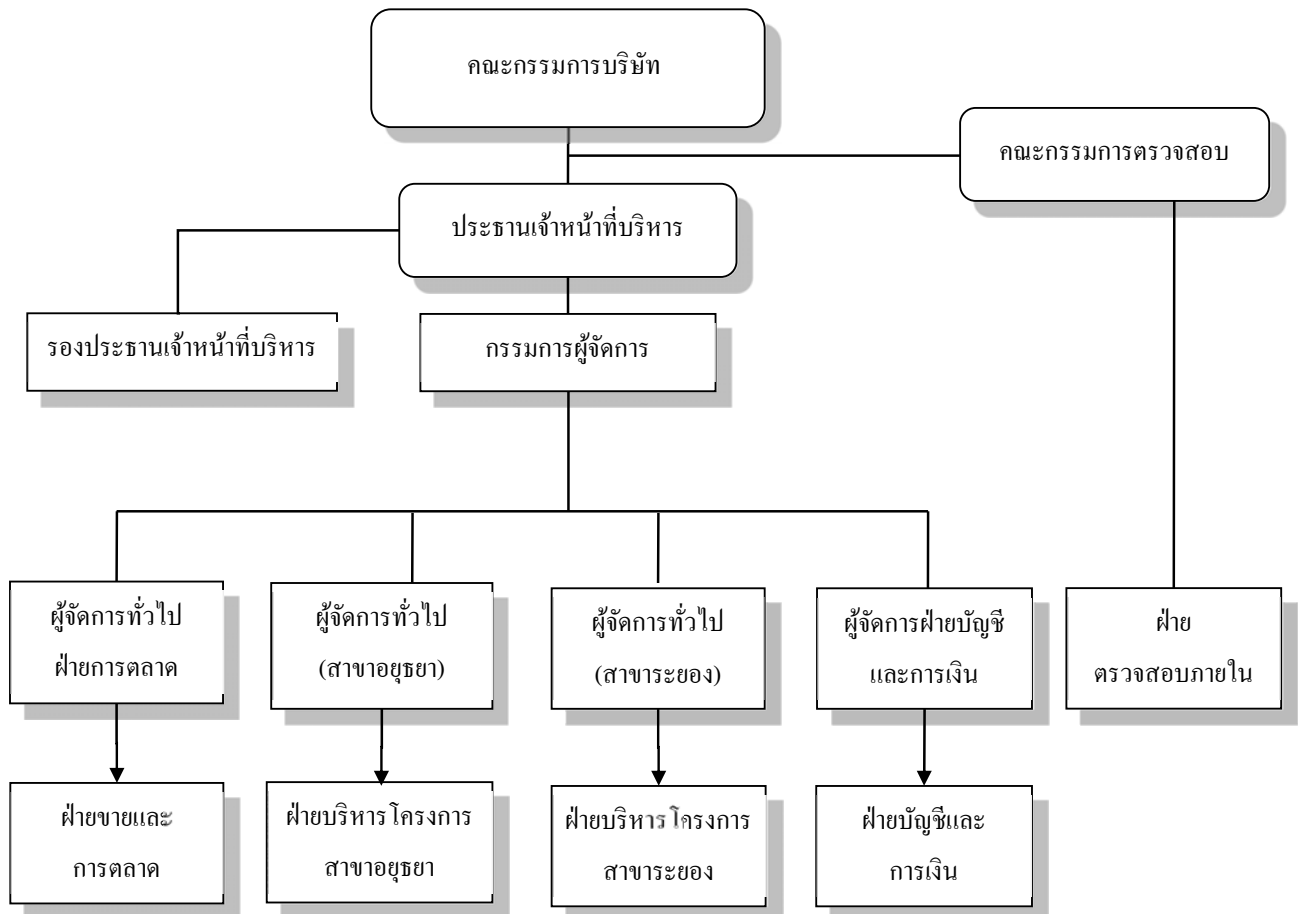 คณะกรรมการบริษัท
คณะกรรมการตรวจสอบ
ประธานเจ้าหน้าที่บริหาร
รองประธานเจ้าหน้าที่บริหาร
กรรมการผู้จัดการ
ผู้จัดการทั่วไป
ฝ่ายการตลาด
ผู้จัดการทั่วไป
(สาขาอยุธยา)
ผู้จัดการทั่วไป
(สาขาระยอง)
ผู้จัดการฝ่ายบัญชี
และการเงิน
ฝ่าย
ตรวจสอบภายใน
ฝ่ายขายและ
การตลาด
ฝ่ายบริหารโครงการ
สาขาอยุธยา
ฝ่ายบริหารโครงการ
สาขาระยอง
ฝ่ายบัญชีและ
การเงิน